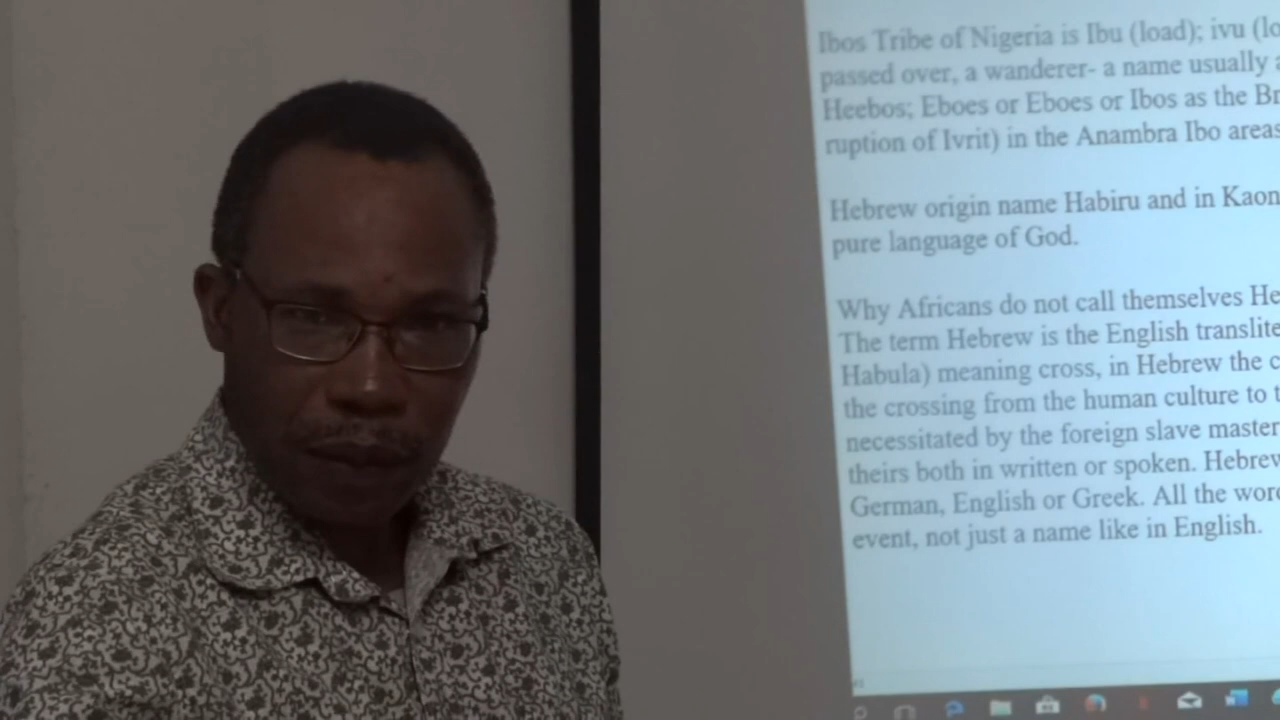 Ibos Tribe of Nigeria is Ibu (load); ivu (lo
passed over, a wanderer- a name usually a
Heebos; Eboes or Eboes or Ibos as the Br
ruption of Ivrit) in the Anambra Ibo areas
Hebrew origin name Habiru and in Kaon
pure language of God.
Why Africans do not call themselves He
The term Hebrew is the English translite
Habula) meaning cross, in Hebrew the c
the crossing from the human culture to t
necessitated by the foreign slave master
theirs both in written or spoken. Hebrew
German, English or Greek. All the word
event, not just a name like in English.